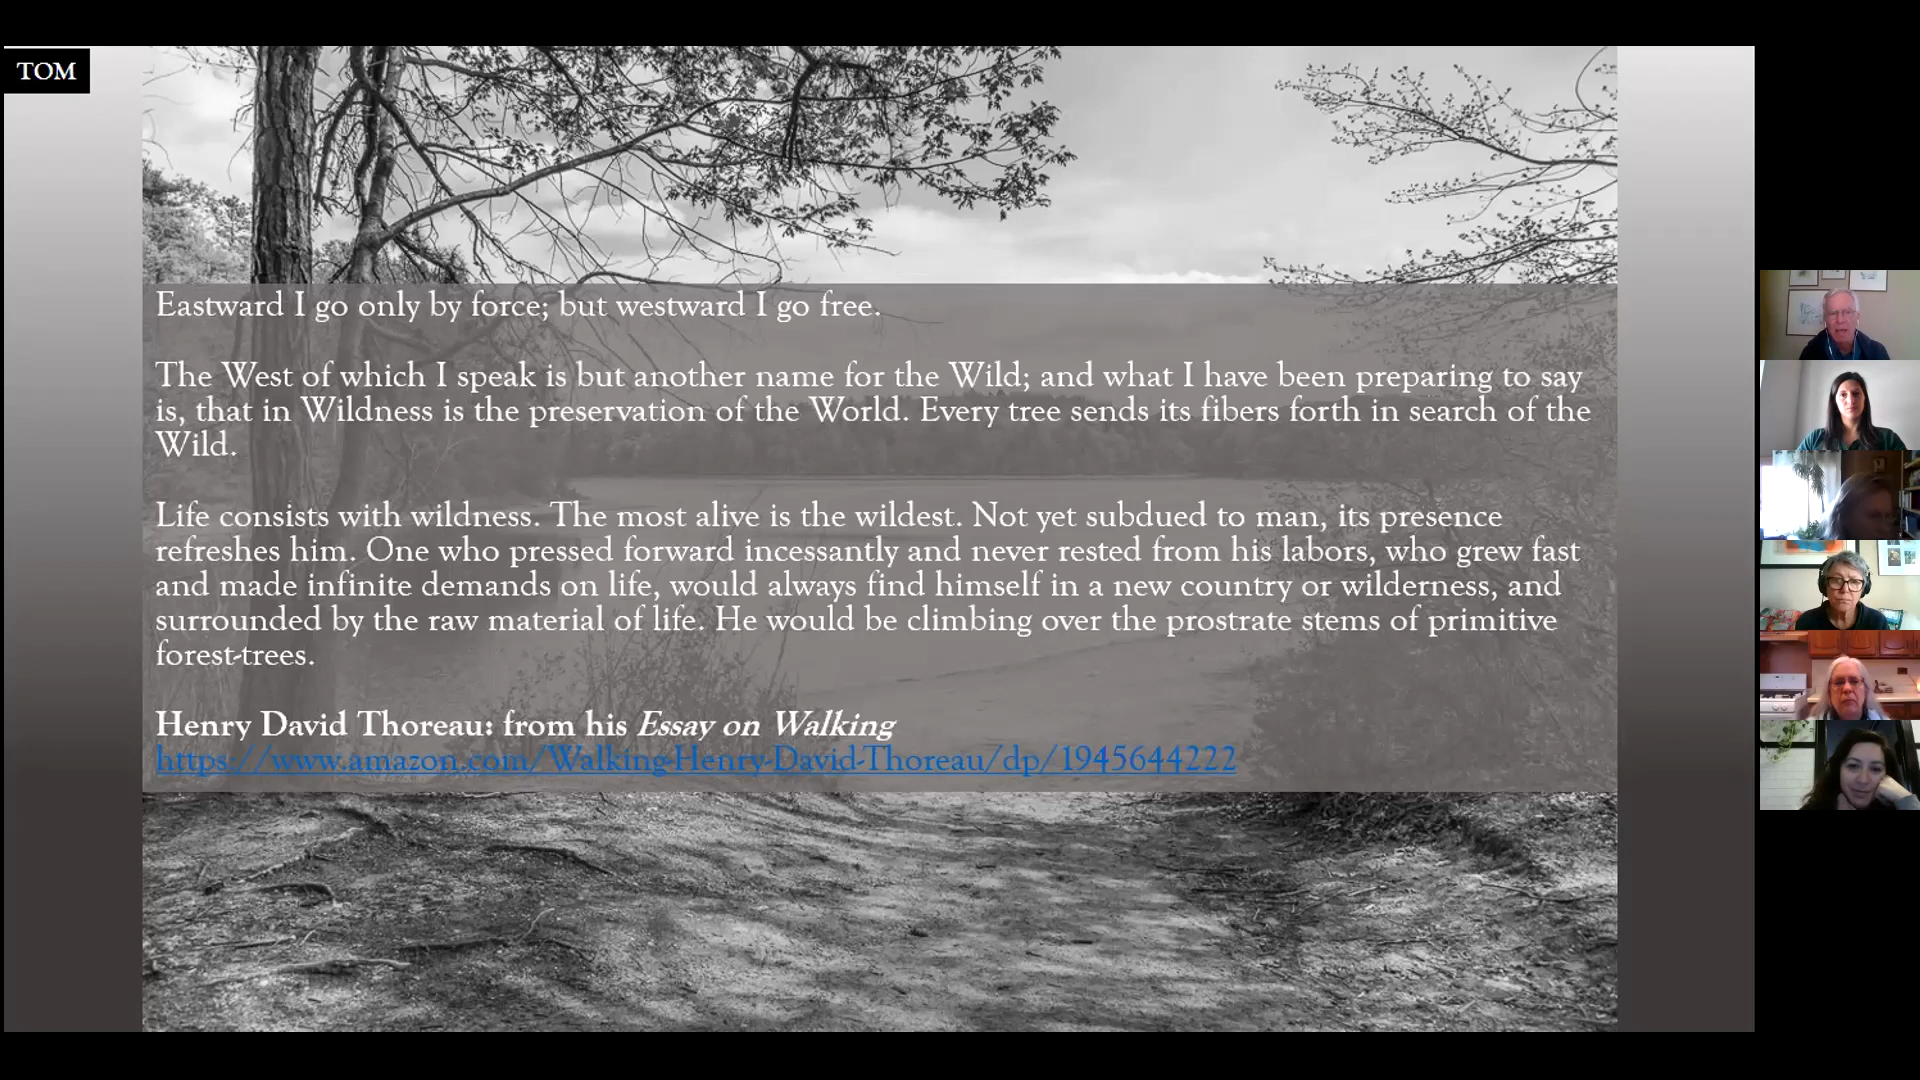 TOM
Eastward I go only by force; but westward I go free.
The West of which I speak is but another name for the Wild; and what I have been preparing to say
is, that in Wildness is the preservation of the World. Every tree sends its fibers forth in search of the
Wild.
Life consists with wildness. The most alive is the wildest. Not yet subdued to man, its presence
refreshes him. One who pressed forward incessantly and never rested from his labors, who grew fast
and made infinite demands on life, would always find himself in a new country or wilderness, and
surrounded by the raw material of life. He would be climbing over the prostrate stems of primitive
forest-trees.
Henry David Thoreau: from his Essay on Walking
https://www.amazon.com/Walking-Henry-David-Thoreau/dp/1945644222